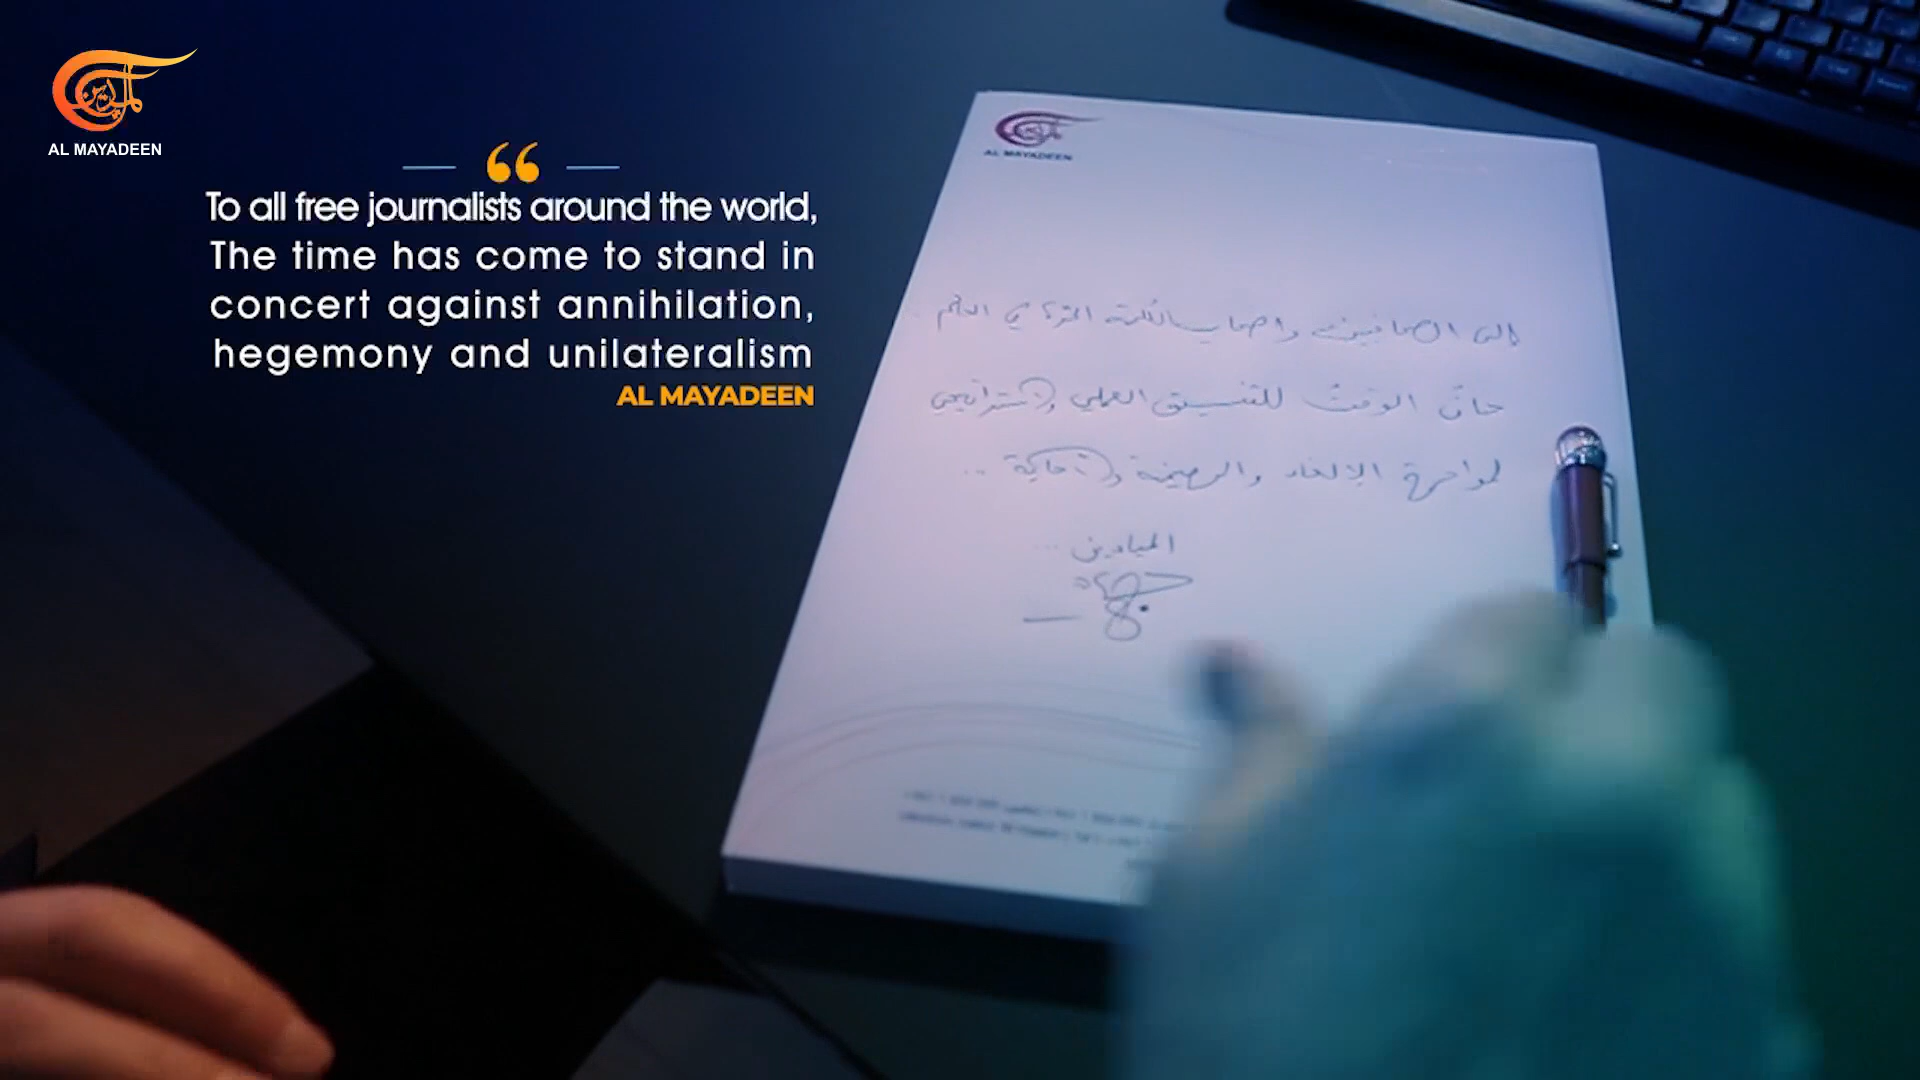 AL MAYADEEN
To all free journalists around the world,
The time has come to stand in
concert against annihilation,
hegemony and unilateralism
AL MAYADEEN
AL MAYADEEN
إلى الصحافيين وأصحاب الكلمة الحرة في العالم
حان الوقت للتنسيق العملي والاستراتيجي
لمواجهة الإلغاء والهيمنة والأحادية ...
الميادين ...